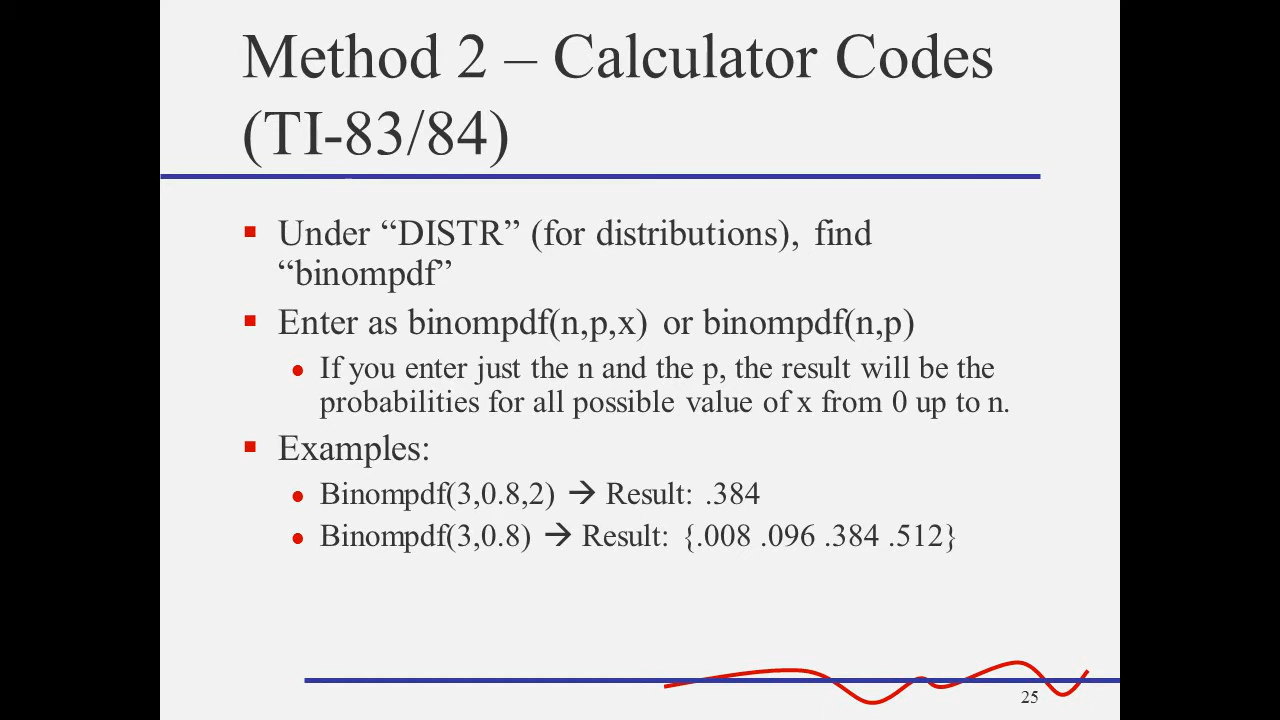 Method 2 – Calculator Codes
(TI-83/84)
Under “DISTR” (for distributions), find
“binompdf”
Enter as binompdf(n,p,x) or binompdf(n,p)
If you enter just the n and the p, the result will be the
probabilities for all possible value of x from 0 up to n.
Examples:
Binompdf(3,0.8,2) → Result: .384
Binompdf(3,0.8) → Result: {.008 .096 .384 .512}
25